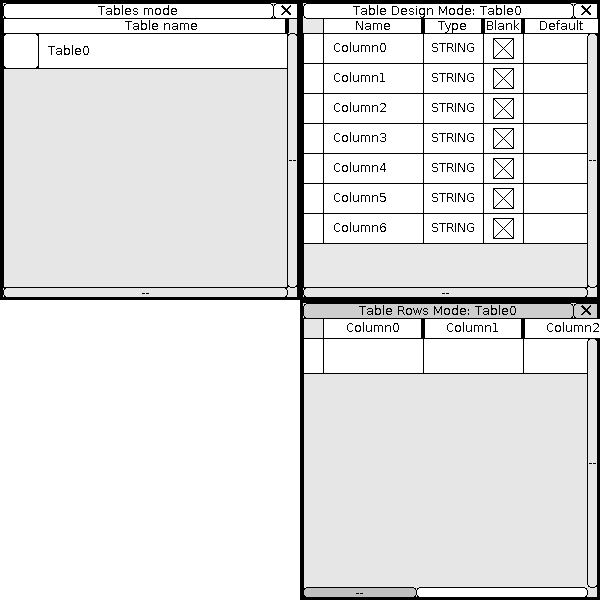 Tables mode
Table name
Table0
--
--
Table Design Mode: Table0
Name Type Blank Default
Column0 STRING
Column1 STRING
Column2 STRING
Column3 STRING
Column4 STRING
Column5 STRING
Column6 STRING
--
--
Table Rows Mode: Table0
Column0 Column1 Column2
--
--